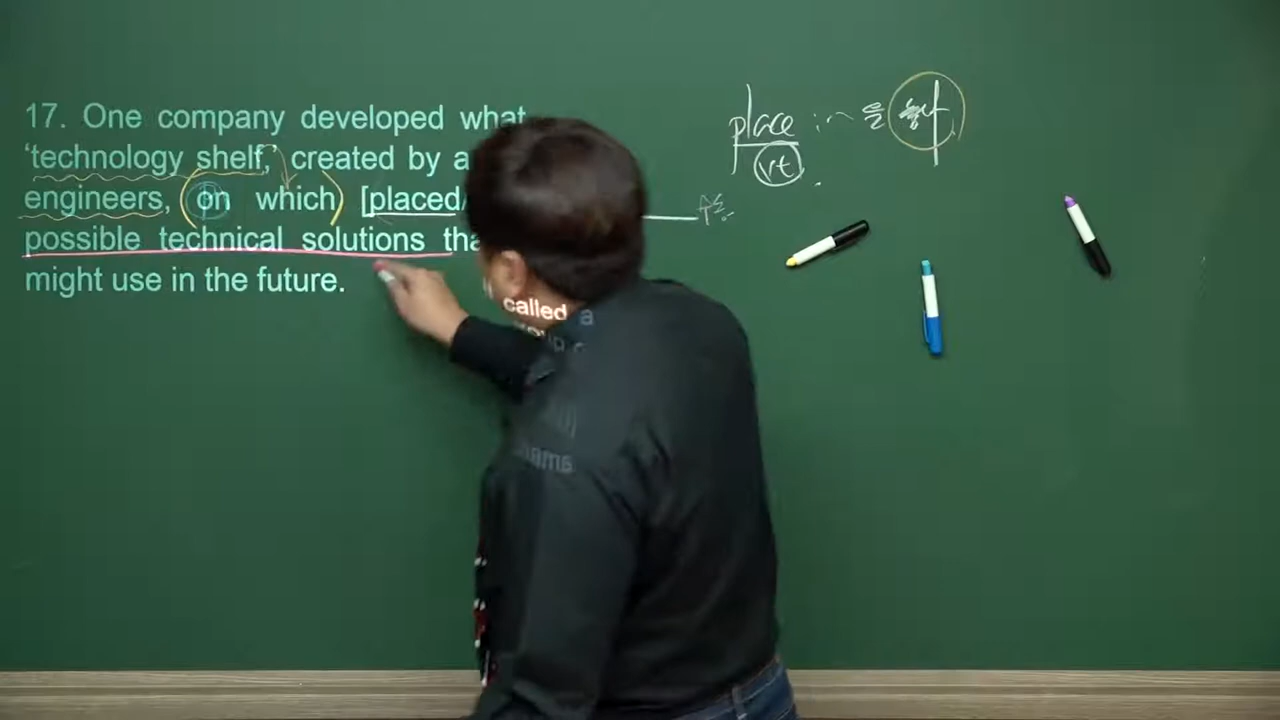 17. One company developed what
'technology shelf,' created by a
engineers, on which [placed/
possible technical solutions tha
might use in the future.
called a
place : ~
vt